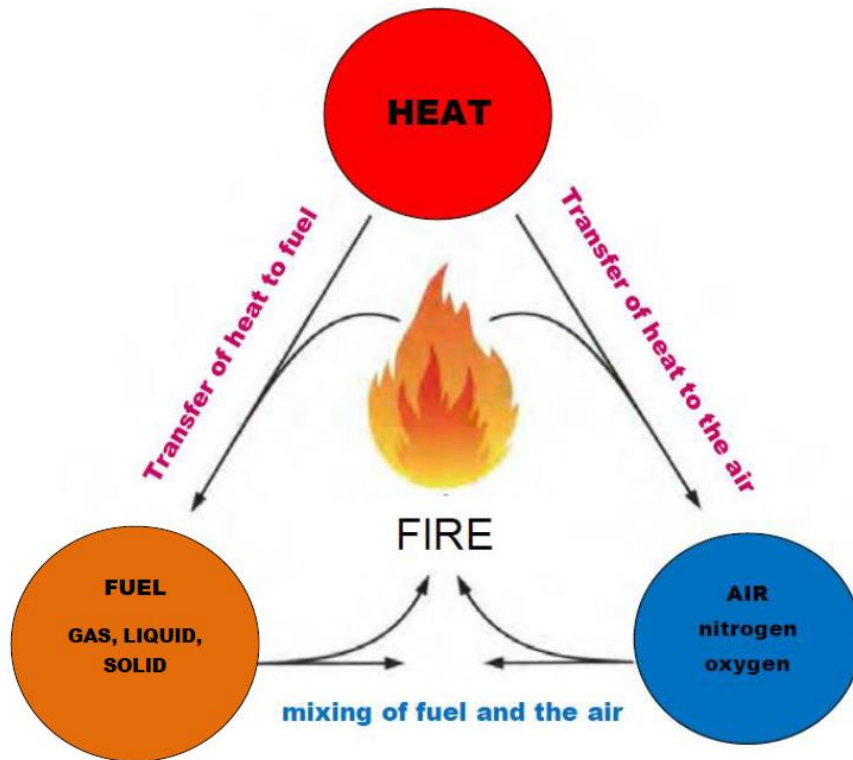 HEAT
Transfer of heat to fuel
Transfer of heat to the air
FIRE
FUEL
GAS, LIQUID,
SOLID
AIR
nitrogen
oxygen
mixing of fuel and the air